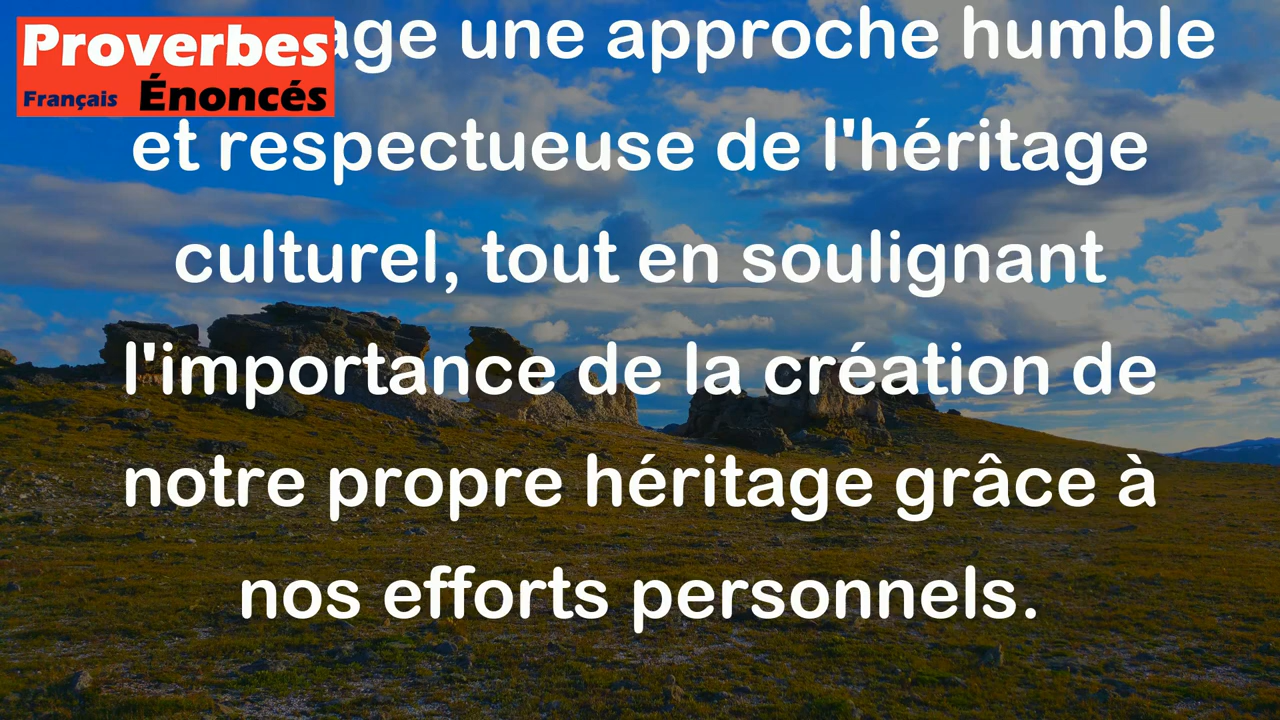 Proverbes
Français Énoncés
une approche humble
et respectueuse de l'héritage
culturel, tout en soulignant
l'importance de la création de
notre propre héritage grâce à
nos efforts personnels.